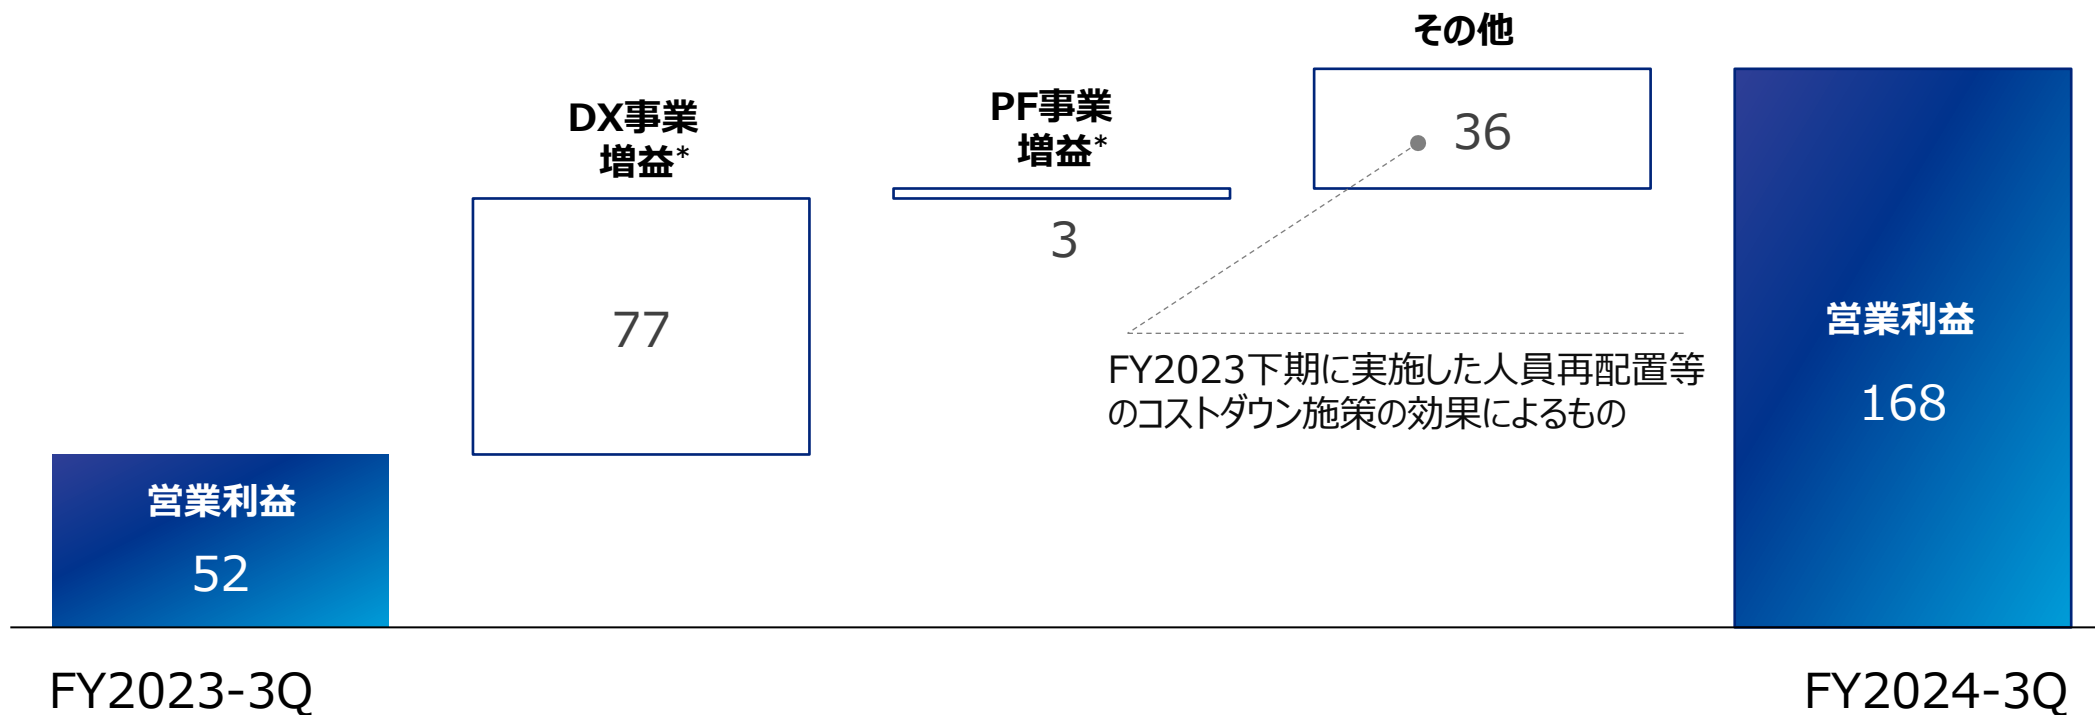 その他
DX事業
増益*
PF事業
増益*
36
3
77
営業利益
168
FY2023下期に実施した人員再配置等
のコストダウン施策の効果によるもの
営業利益
52
FY2023-3Q
FY2024-3Q